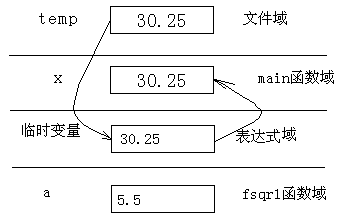 temp 30.25 文件域
x 30.25 main函数域
临时变量 30.25 表达式域
a 5.5 fsqr1函数域